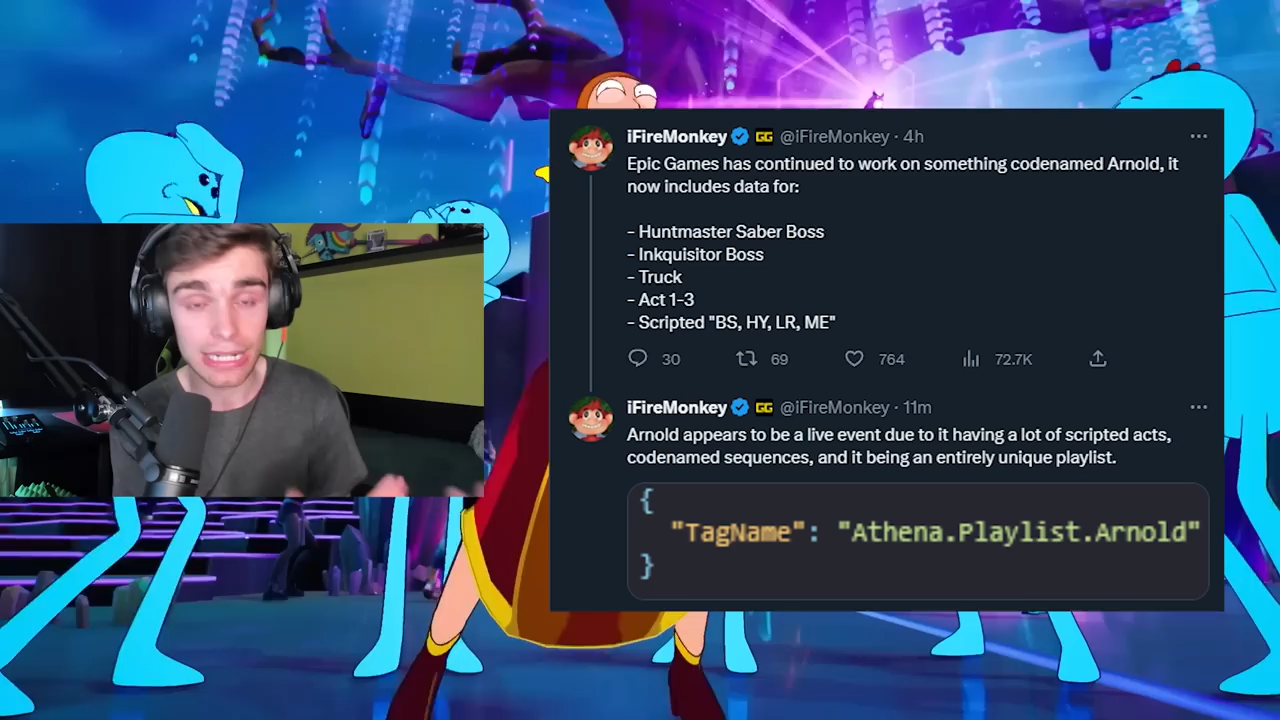 iFireMonkey GG @iFireMonkey · 4h
Epic Games has continued to work on something codenamed Arnold, it
now includes data for:
- Huntmaster Saber Boss
- Inkquisitor Boss
- Truck
- Act 1-3
- Scripted "BS, HY, LR, ME"
30 69 764 72.7K
iFireMonkey GG @iFireMonkey · 11m
Arnold appears to be a live event due to it having a lot of scripted acts,
codenamed sequences, and it being an entirely unique playlist.
{
"TagName": "Athena.Playlist.Arnold"
}